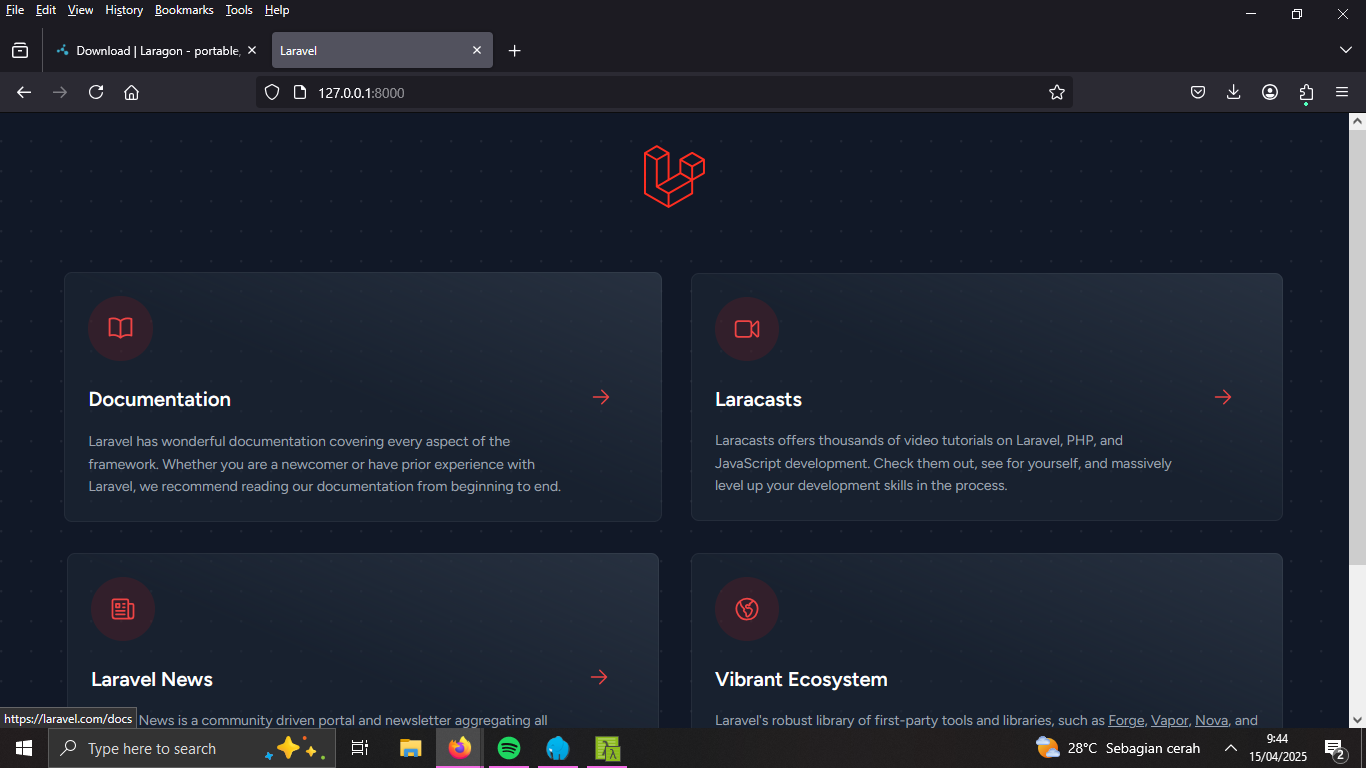 File Edit View History Bookmarks Tools Help
Download | Laragon - portable,
Laravel
127.0.0.1:8000
Documentation
Laravel has wonderful documentation covering every aspect of the
framework. Whether you are a newcomer or have prior experience with
Laravel, we recommend reading our documentation from beginning to end.
Laracasts
Laracasts offers thousands of video tutorials on Laravel, PHP, and
JavaScript development. Check them out, see for yourself, and massively
level up your development skills in the process.
Laravel News
News is a community driven portal and newsletter aggregating all
Vibrant Ecosystem
Laravel's robust library of first-party tools and libraries, such as Forge, Vapor, Nova, and
https://laravel.com/docs
Type here to search
28°C Sebagian cerah
9:44
15/04/2025
2